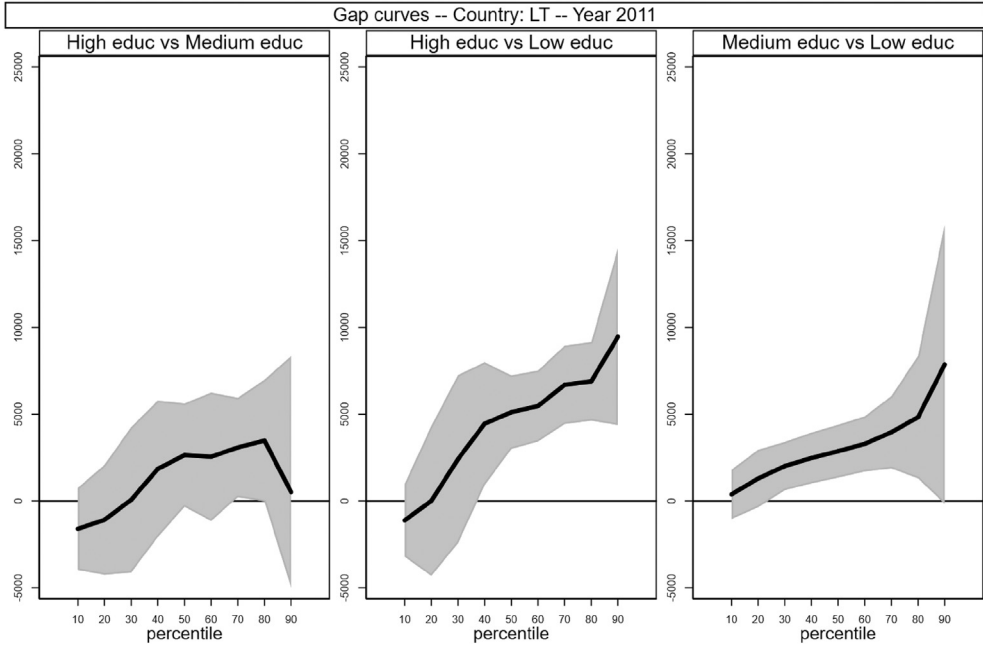 Gap curves -- Country: LT -- Year 2011
High educ vs Medium educ
25000
20000
15000
10000
5000
0
-5000
10 20 30 40 50 60 70 80 90
percentile
High educ vs Low educ
25000
20000
15000
10000
5000
0
-5000
10 20 30 40 50 60 70 80 90
percentile
Medium educ vs Low educ
25000
20000
15000
10000
5000
0
-5000
10 20 30 40 50 60 70 80 90
percentile